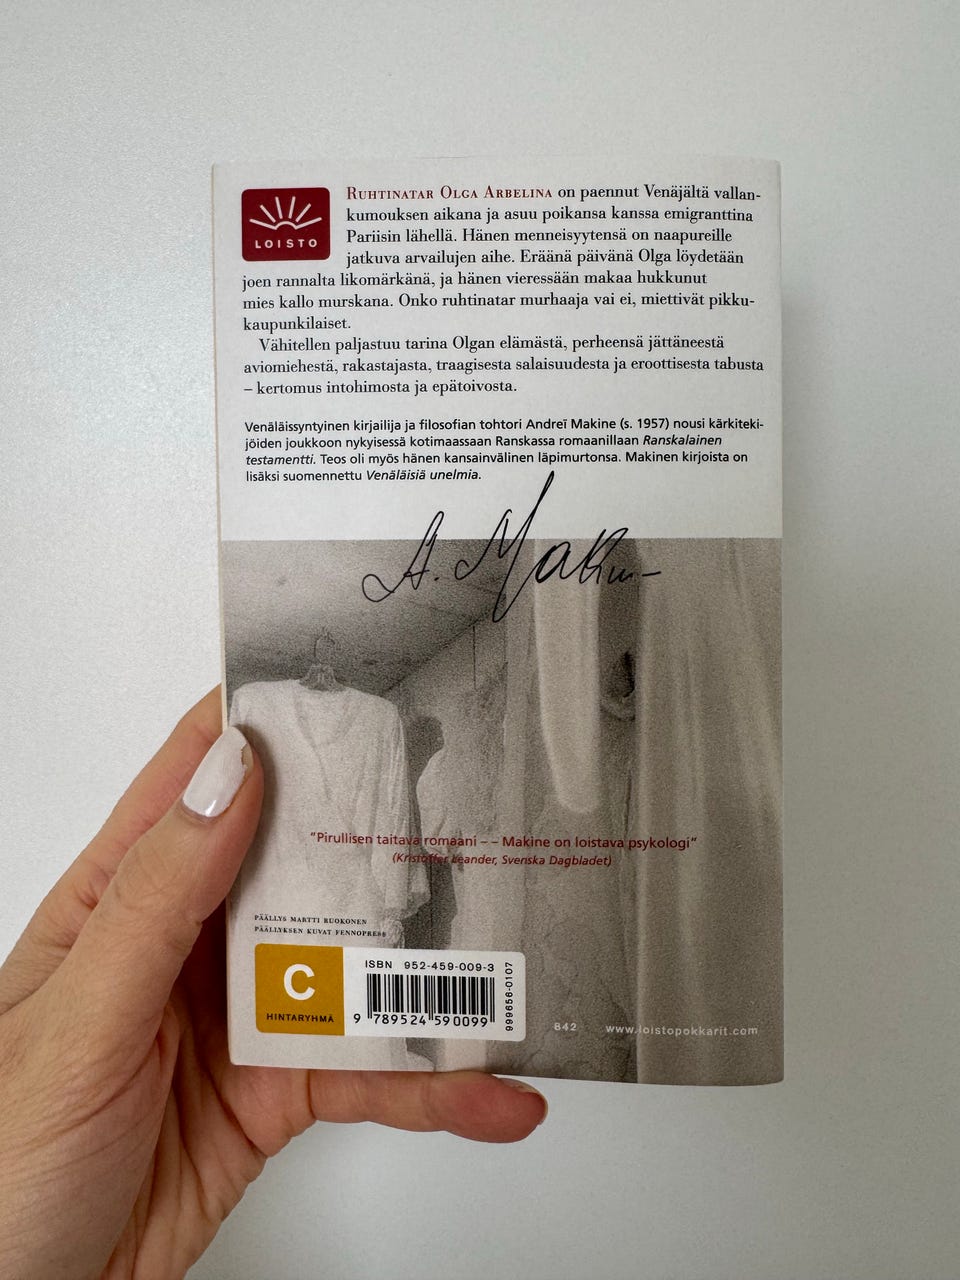 LOISTO
RUHTINATAR OLGA ARBELINA on paennut Venäjältä vallan-
kumouksen aikana ja asuu poikansa kanssa emigranttina
Pariisin lähellä. Hänen menneisyytensä on naapureille
jatkuva arvailujen aihe. Eräänä päivänä Olga löydetään
joen rannalta likomärkänä, ja hänen vieressään makaa hukkunut
mies kallo murskana. Onko ruhtinatar murhaaja vai ei, miettivät pikku-
kaupunkilaiset.
Vähitellen paljastuu tarina Olgan elämästä, perheensä jättäneestä
aviomiehestä, rakastajasta, traagisesta salaisuudesta ja eroottisesta tabusta
– kertomus intohimosta ja epätoivosta.
Venäläissyntyinen kirjailija ja filosofian tohtori Andreï Makine (s. 1957) nousi kärkiteki-
jöiden joukkoon nykyisessä kotimaassaan Ranskassa romaanillaan Ranskalainen
testamentti. Teos oli myös hänen kansainvälinen läpimurtonsa. Makinen kirjoista on
lisäksi suomennettu Venäläisiä unelmia.
A. Makine
"Pirullisen taitava romaani – – Makine on loistava psykologi"
(Kristoffer Leander, Svenska Dagbladet)
PÄÄLLYS MARTTI RUOKONEN
PÄÄLLYKSEN KUVAT FENNOPRESS
C
HINTARYHMÄ
ISBN 952-459-009-3
9 789524 590099
999656-0107
842
www.loistopokkarit.com